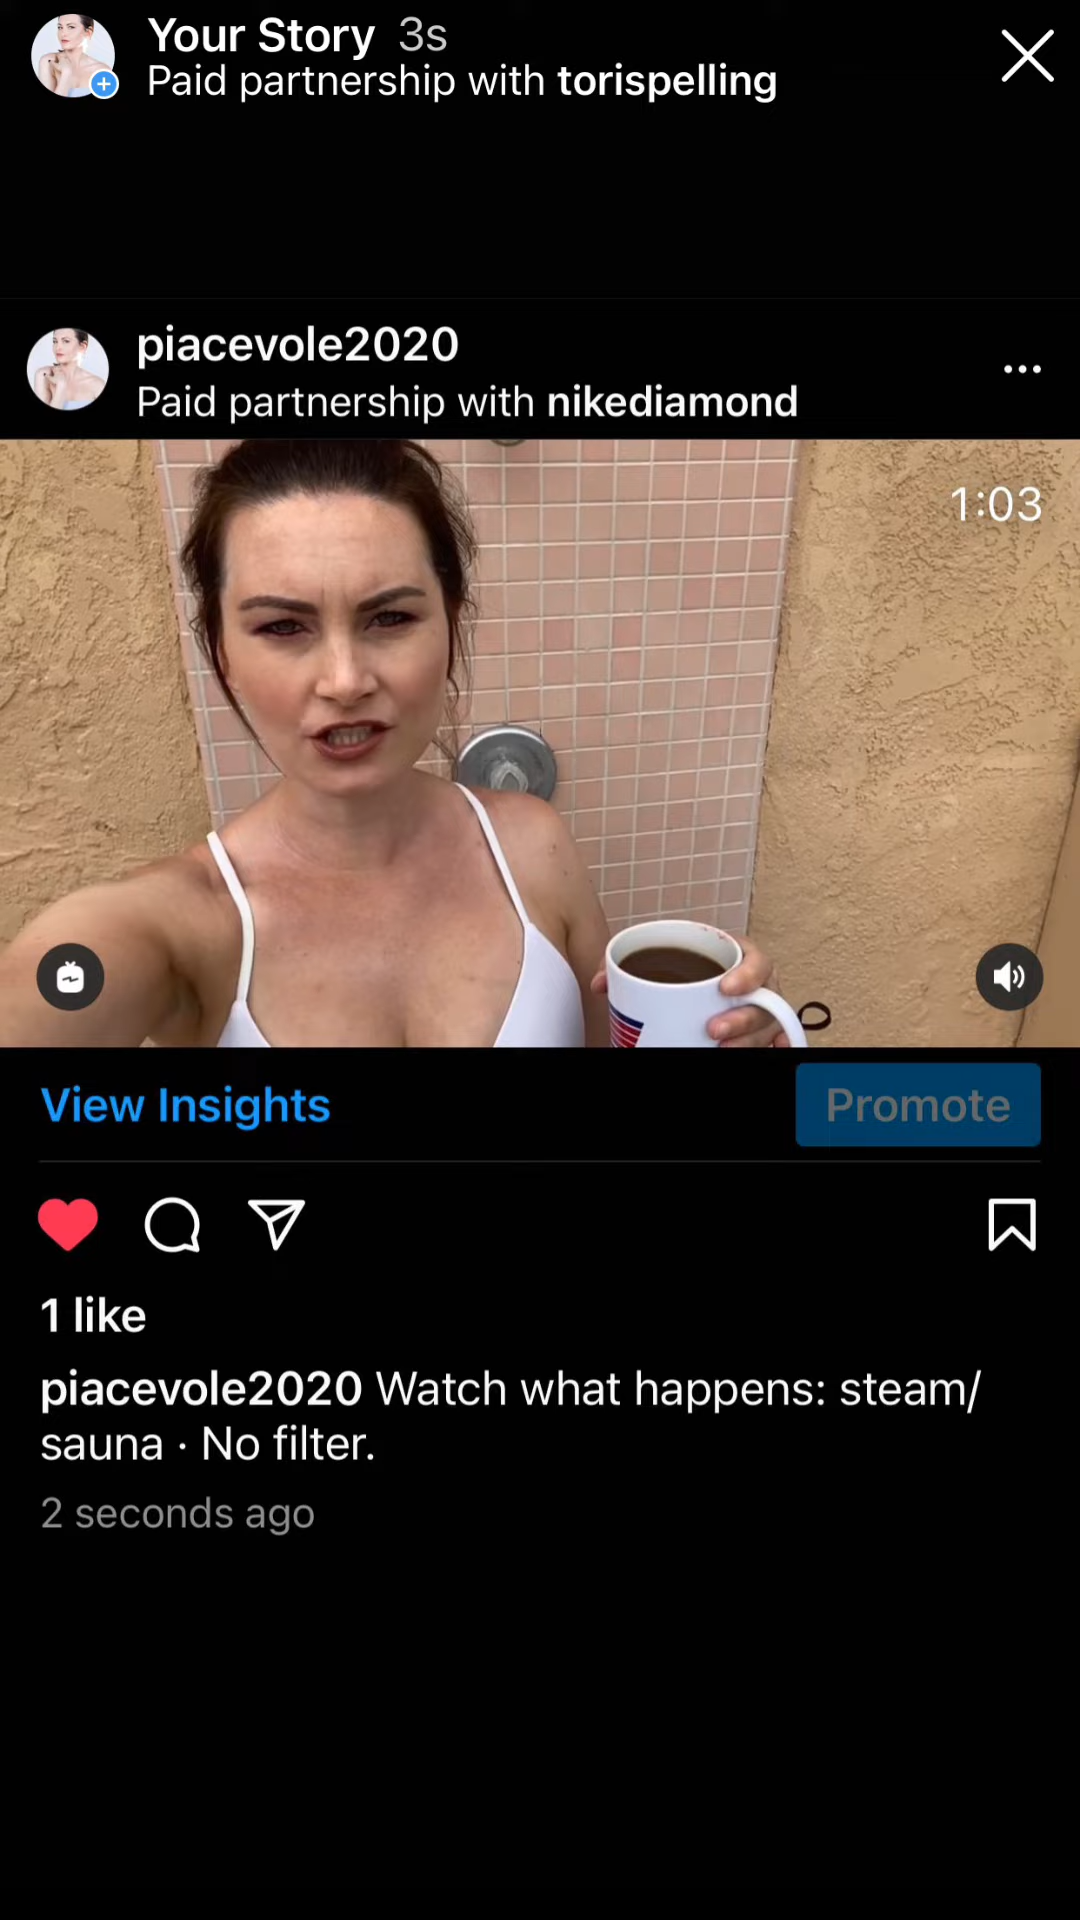 Your Story 3s
Paid partnership with torispelling
piacevole2020
Paid partnership with nikediamond
1:03
View Insights
Promote
1 like
piacevole2020 Watch what happens: steam/
sauna · No filter.
2 seconds ago